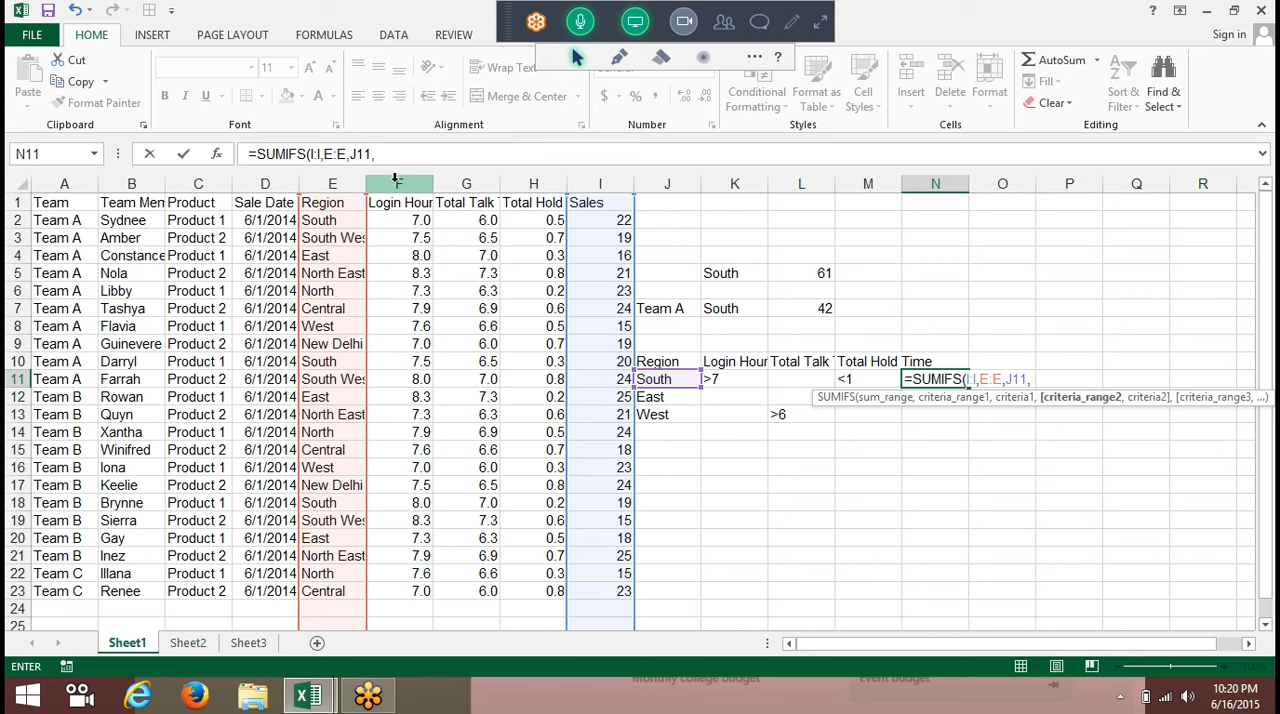 ? Sign in
FILE HOME INSERT PAGE LAYOUT FORMULAS DATA REVIEW
Paste Cut Copy Format Painter
11 A A Wrap Text
B I U A Merge & Center $ % ,
Conditional Formatting Format as Table Cell Styles
Insert Delete Format
AutoSum Fill Clear Sort & Filter Find & Select
Clipboard Font Alignment Number Styles Cells Editing
N11 fx =SUMIFS(I:I,E:E,J11,
A B C D E F G H I J K L M N O P Q R
1 Team Team Mem Product Sale Date Region Login Hour Total Talk Total Hold Sales
2 Team A Sydnee Product 1 6/1/2014 South 7.0 6.0 0.5 22
3 Team A Amber Product 2 6/1/2014 South Wes 7.5 6.5 0.7 19
4 Team A Constance Product 1 6/1/2014 East 8.0 7.0 0.3 16
5 Team A Nola Product 2 6/1/2014 North East 8.3 7.3 0.8 21 South 61
6 Team A Libby Product 1 6/1/2014 North 7.3 6.3 0.2 23
7 Team A Tashya Product 2 6/1/2014 Central 7.9 6.9 0.6 24 Team A South 42
8 Team A Flavia Product 1 6/1/2014 West 7.6 6.6 0.5 15
9 Team A Guinevere Product 2 6/1/2014 New Delhi 7.0 6.0 0.7 19
10 Team A Darryl Product 1 6/1/2014 South 7.5 6.5 0.3 20 Region Login Hour Total Talk Total Hold Time
11 Team A Farrah Product 2 6/1/2014 South Wes 8.0 7.0 0.8 24 South >7 <1 =SUMIFS(I:I,E:E,J11,
12 Team B Rowan Product 1 6/1/2014 East 8.3 7.3 0.2 25 East SUMIFS(sum_range, criteria_range1, criteria1, [criteria_range2, criteria2], [criteria_range3, ...)
13 Team B Quyn Product 2 6/1/2014 North East 7.3 6.3 0.6 21 West >6
14 Team B Xantha Product 1 6/1/2014 North 7.9 6.9 0.5 24
15 Team B Winifred Product 2 6/1/2014 Central 7.6 6.6 0.7 18
16 Team B Iona Product 1 6/1/2014 West 7.0 6.0 0.3 23
17 Team B Keelie Product 2 6/1/2014 New Delhi 7.5 6.5 0.8 24
18 Team B Brynne Product 1 6/1/2014 South 8.0 7.0 0.2 19
19 Team B Sierra Product 2 6/1/2014 South Wes 8.3 7.3 0.6 15
20 Team B Gay Product 1 6/1/2014 East 7.3 6.3 0.5 18
21 Team B Inez Product 2 6/1/2014 North East 7.9 6.9 0.7 25
22 Team C Illana Product 1 6/1/2014 North 7.6 6.6 0.3 15
23 Team C Renee Product 2 6/1/2014 Central 7.0 6.0 0.8 23
24
25
Sheet1 Sheet2 Sheet3
ENTER 100%
Monthly college budget Event budget
10:20 PM
6/16/2015